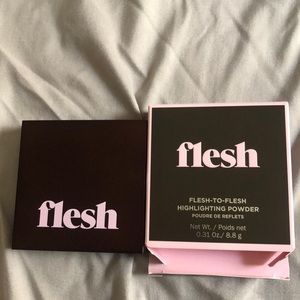 flesh
flesh
FLESH-TO-FLESH
HIGHLIGHTING POWDER
POUDRE DE REFLETS
Net Wt. / Poids net
0.31 Oz./ 8.8 g